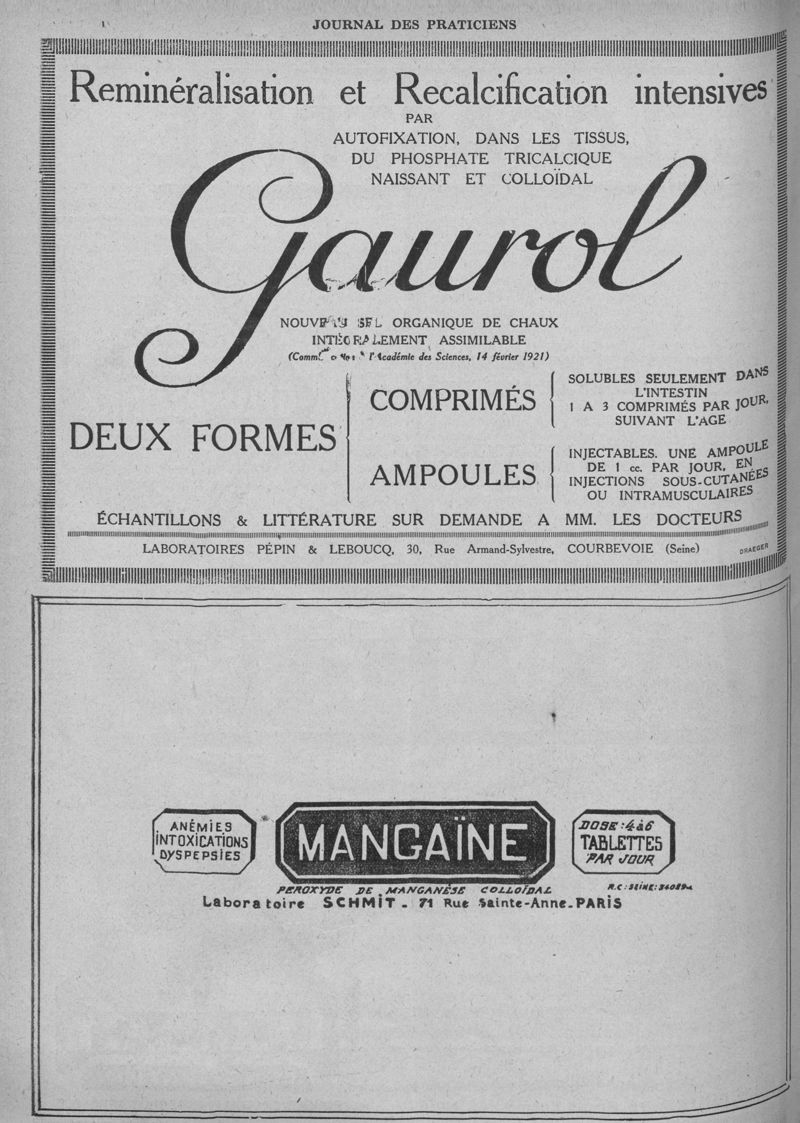 JOURNAL DES PRATICIENS
Reminéralisation et Recalcification intensives
PAR
AUTOFIXATION, DANS LES TISSUS,
DU PHOSPHATE TRICALCIQUE
NAISSANT ET COLLOÏDAL
Gaurol
NOUVEAU SEL ORGANIQUE DE CHAUX
INTÉGRALEMENT ASSIMILABLE
l'Académie des Sciences, 14 février 1921)
DEUX FORMES
COMPRIMÉS
SOLUBLES SEULEMENT DANS
L'INTESTIN
1 A 3 COMPRIMÉS PAR JOUR,
SUIVANT L'AGE
AMPOULES
INJECTABLES. UNE AMPOULE
DE 1 cc. PAR JOUR, EN
INJECTIONS SOUS-CUTANÉES
OU INTRAMUSCULAIRES
ÉCHANTILLONS & LITTÉRATURE SUR DEMANDE A MM. LES DOCTEURS
LABORATOIRES PÉPIN & LEBOUCQ, 30, Rue Armand-Sylvestre, COURBEVOIE (Seine)
DRAEGER
ANÉMIES
INTOXICATIONS
DYSPEPSIES
MANGAÏNE
DOSE : 4 à 6
TABLETTES
PAR JOUR
PEROXYDE DE MANGANÈSE COLLOÏDAL
R.C : SEINE :
Laboratoire SCHMIT - 71 Rue Sainte-Anne - PARIS